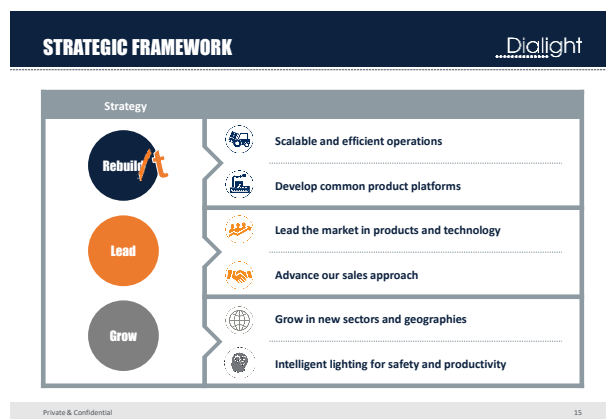 STRATEGIC FRAMEWORK
Dialight
Strategy
Rebuild/t
Scalable and efficient operations
Develop common product platforms
Lead
Lead the market in products and technology
Advance our sales approach
Grow
Grow in new sectors and geographies
Intelligent lighting for safety and productivity
Private & Confidential
15